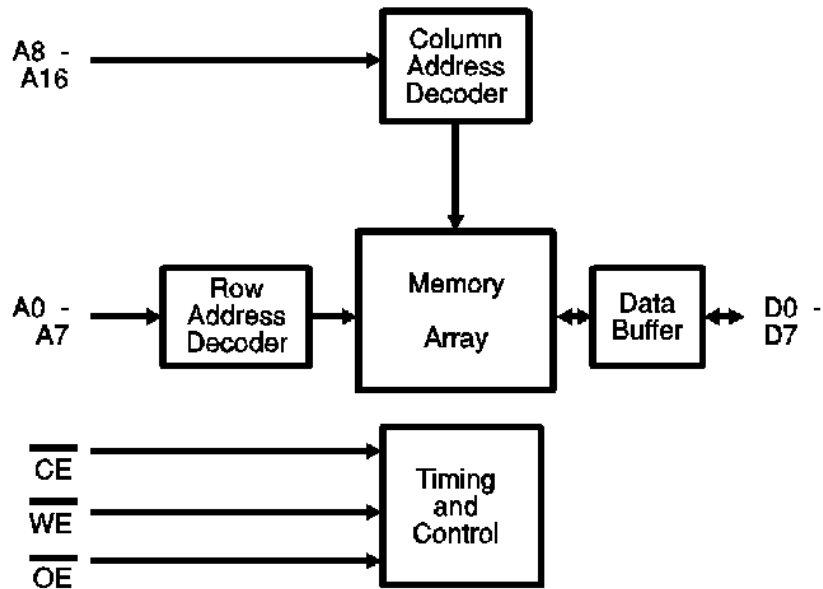 A8 -
A16
Column
Address
Decoder
A0 -
A7
Row
Address
Decoder
Memory
Array
Data
Buffer
D0 -
D7
CE
WE
OE
Timing
and
Control